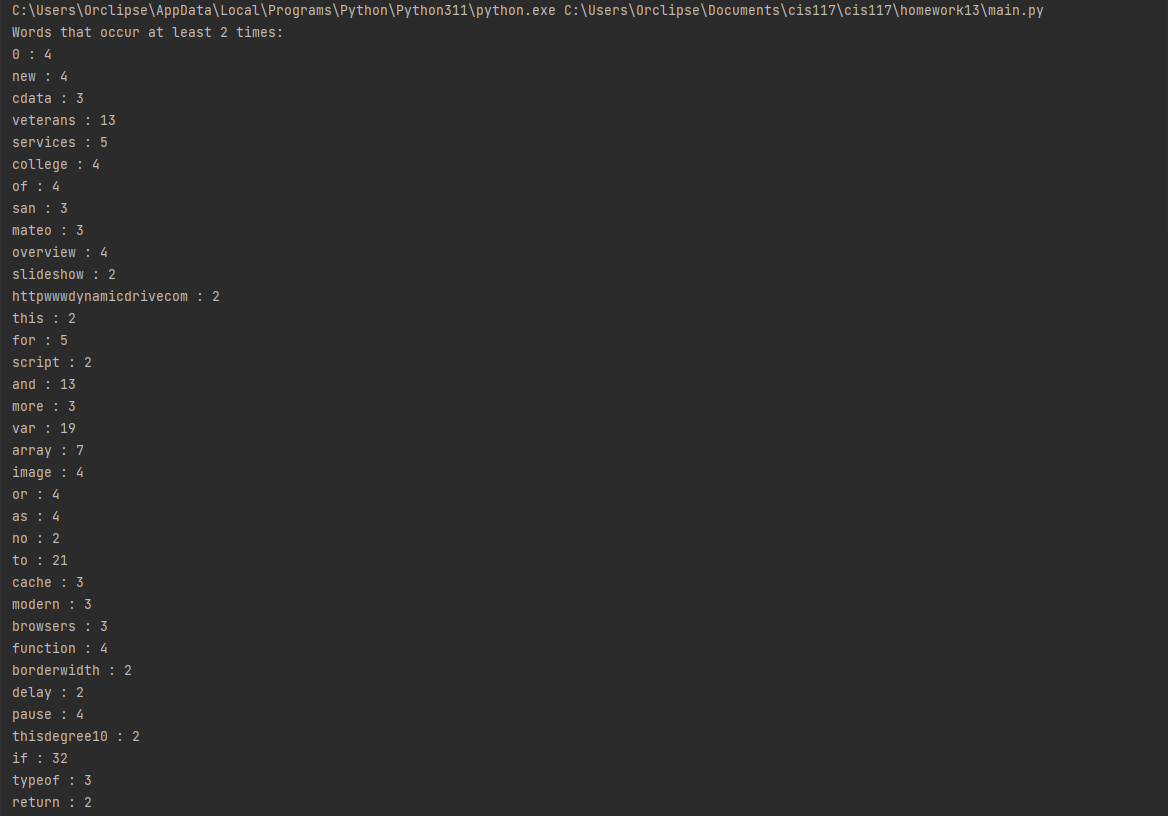 C:\Users\Orclipse\AppData\Local\Programs\Python\Python311\python.exe C:\Users\Orclipse\Documents\cis117\cis117\homework13\main.py
Words that occur at least 2 times:
0 : 4
new : 4
cdata : 3
veterans : 13
services : 5
college : 4
of : 4
san : 3
mateo : 3
overview : 4
slideshow : 2
httpwwwdynamicdrivecom : 2
this : 2
for : 5
script : 2
and : 13
more : 3
var : 19
array : 7
image : 4
or : 4
as : 4
no : 2
to : 21
cache : 3
modern : 3
browsers : 3
function : 4
borderwidth : 2
delay : 2
pause : 4
thisdegree10 : 2
if : 32
typeof : 3
return : 2